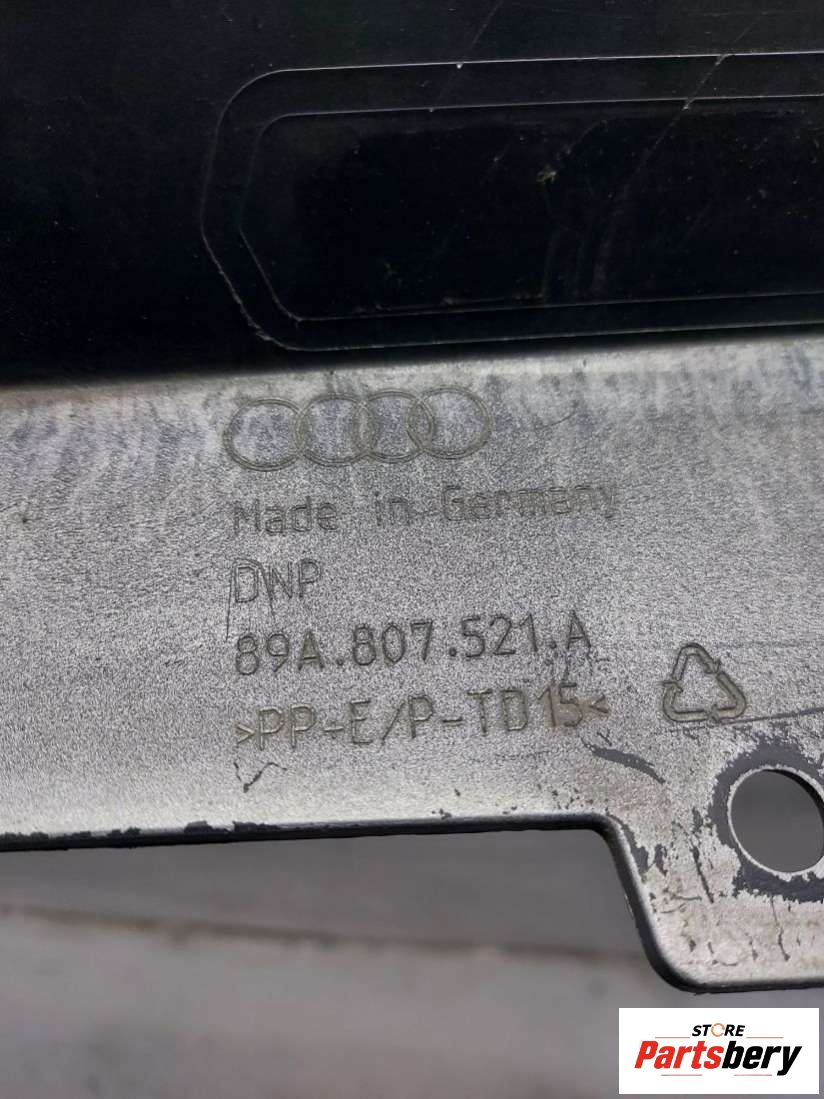 Made in Germany
DWP
89A.807.521.A
>PP-E/P-TD15<
STORE
Partsbery